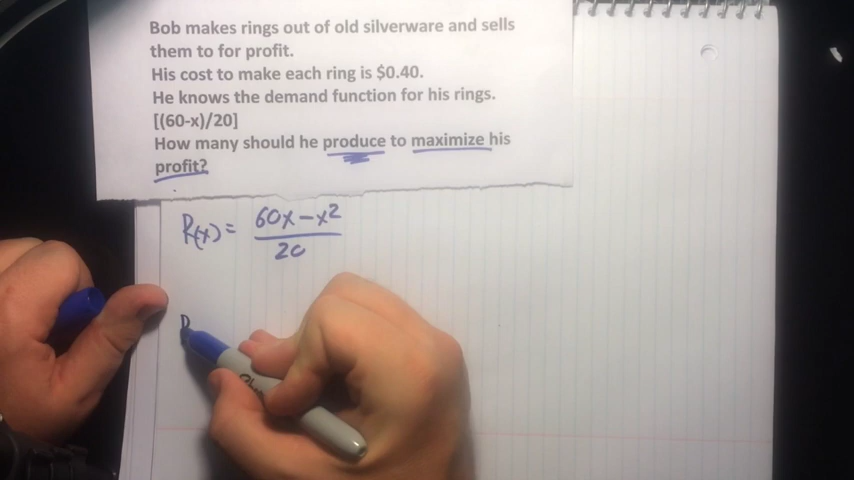 Bob makes rings out of old silverware and sells
them to for profit.
His cost to make each ring is $0.40.
He knows the demand function for his rings.
[(60-x)/20]
How many should he produce to maximize his
profit?
R(x) = 60x-x²
20